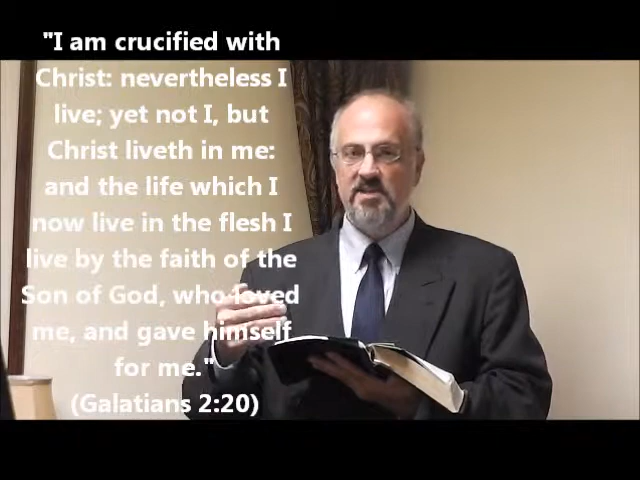 "I am crucified with
Christ: nevertheless I
live; yet not I, but
Christ liveth in me:
and the life which I
now live in the flesh I
live by the faith of the
Son of God, who loved
me, and gave himself
for me."
(Galatians 2:20)